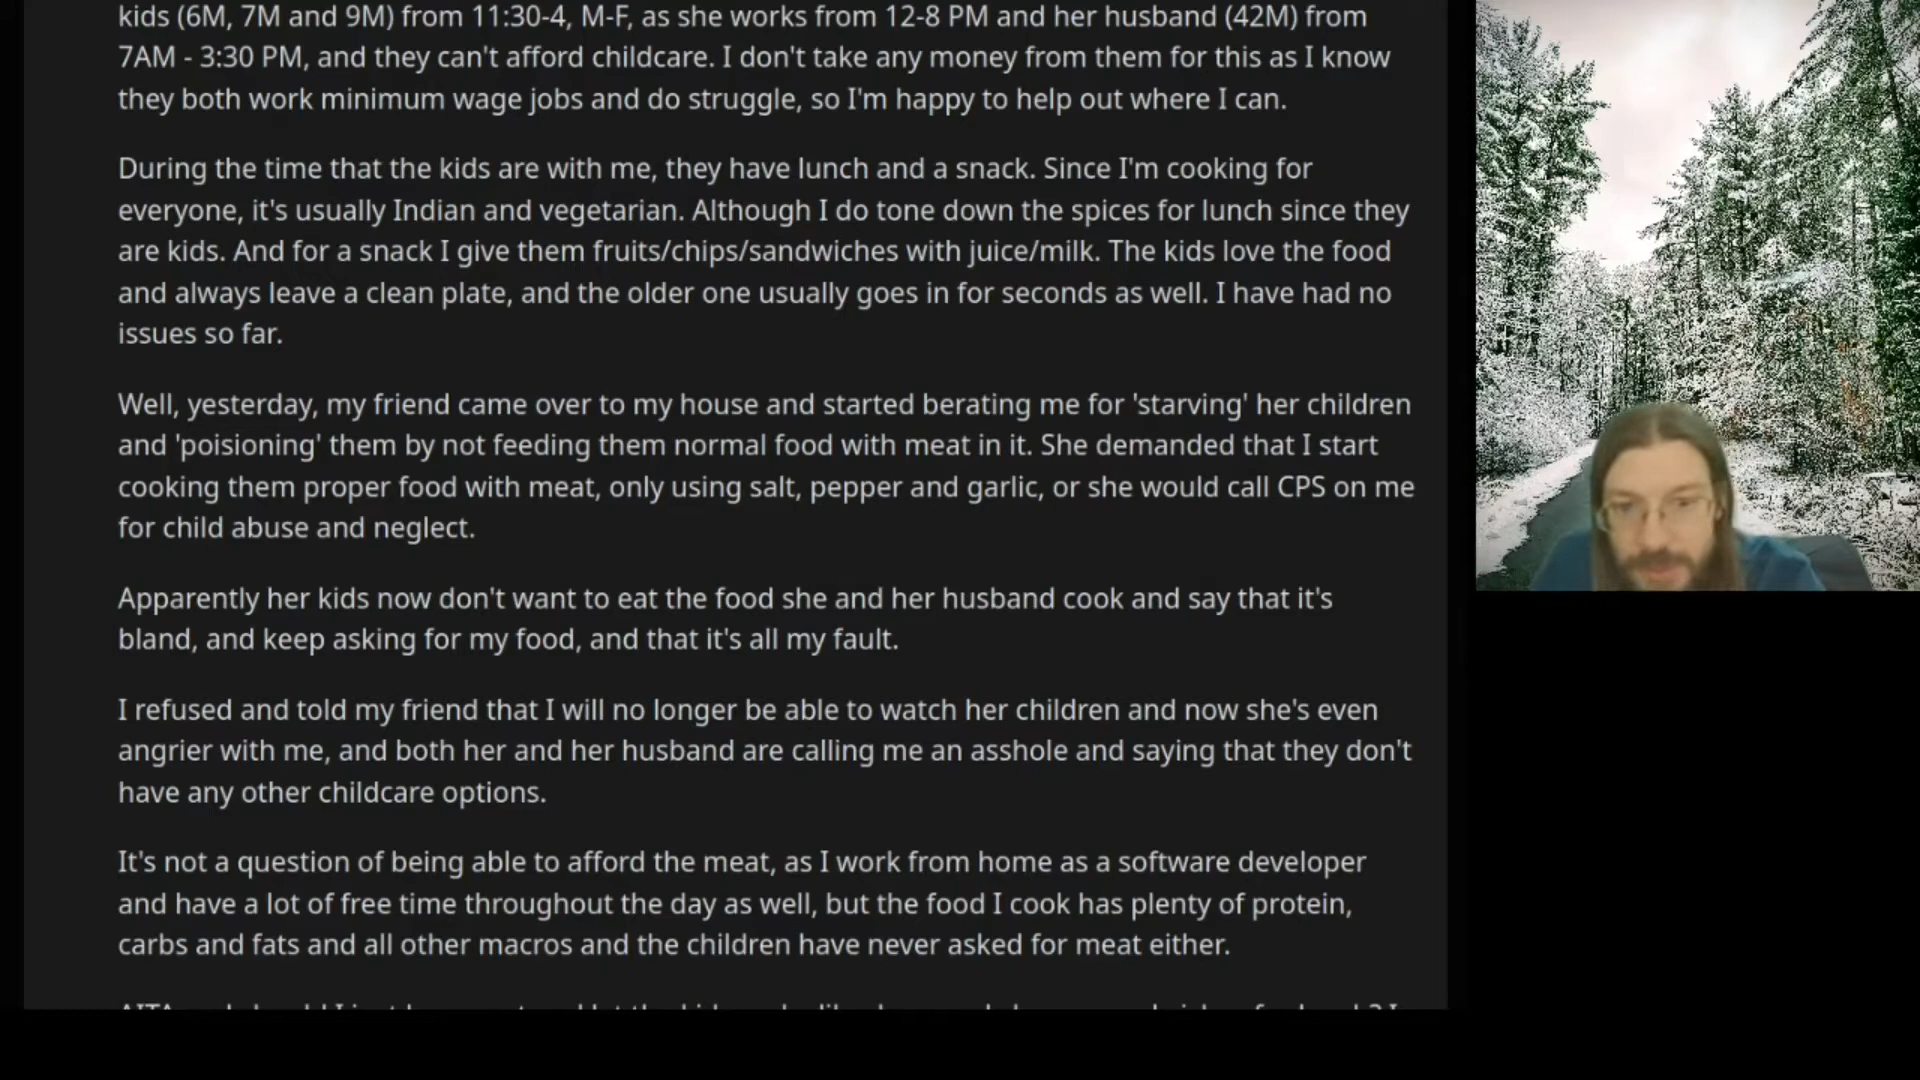 kids (6M, 7M and 9M) from 11:30-4, M-F, as she works from 12-8 PM and her husband (42M) from
7AM - 3:30 PM, and they can't afford childcare. I don't take any money from them for this as I know
they both work minimum wage jobs and do struggle, so I'm happy to help out where I can.
During the time that the kids are with me, they have lunch and a snack. Since I'm cooking for
everyone, it's usually Indian and vegetarian. Although I do tone down the spices for lunch since they
are kids. And for a snack I give them fruits/chips/sandwiches with juice/milk. The kids love the food
and always leave a clean plate, and the older one usually goes in for seconds as well. I have had no
issues so far.
Well, yesterday, my friend came over to my house and started berating me for 'starving' her children
and 'poisioning' them by not feeding them normal food with meat in it. She demanded that I start
cooking them proper food with meat, only using salt, pepper and garlic, or she would call CPS on me
for child abuse and neglect.
Apparently her kids now don't want to eat the food she and her husband cook and say that it's
bland, and keep asking for my food, and that it's all my fault.
I refused and told my friend that I will no longer be able to watch her children and now she's even
angrier with me, and both her and her husband are calling me an asshole and saying that they don't
have any other childcare options.
It's not a question of being able to afford the meat, as I work from home as a software developer
and have a lot of free time throughout the day as well, but the food I cook has plenty of protein,
carbs and fats and all other macros and the children have never asked for meat either.